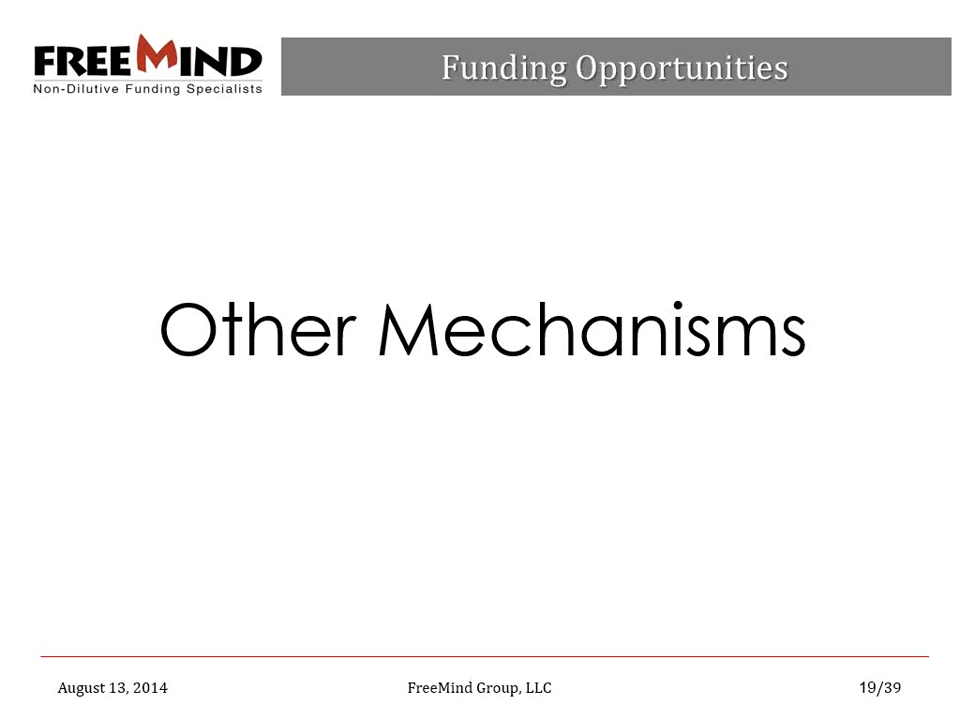 FREEMIND
Non-Dilutive Funding Specialists
Funding Opportunities
Other Mechanisms
August 13, 2014
FreeMind Group, LLC
19/39